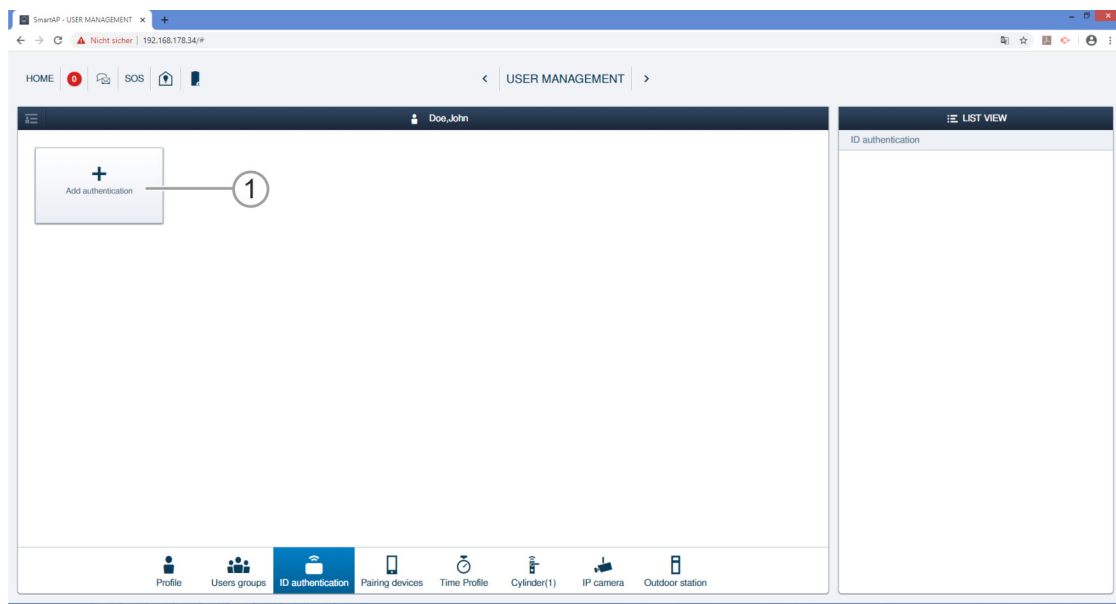 SmartAP - USER MANAGEMENT
Nicht sicher | 192.168.178.34/#
HOME 0 SOS
USER MANAGEMENT
Doe,John
LIST VIEW
ID authentication
Add authentication
1
Profile Users groups ID authentication Pairing devices Time Profile Cylinder(1) IP camera Outdoor station